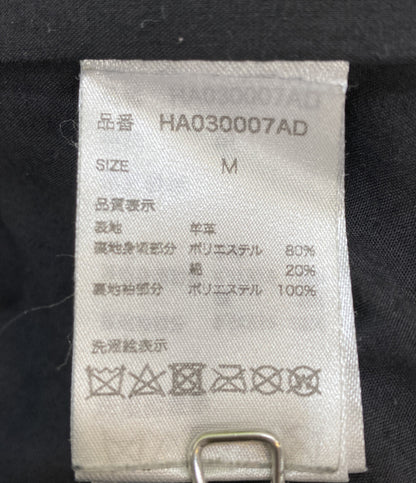 品番 HA030007AD
SIZE M
品質表示
表地 羊革
裏地身頃部分 ポリエステル 80%
綿 20%
裏地袖部分 ポリエステル 100%
洗濯絵表示